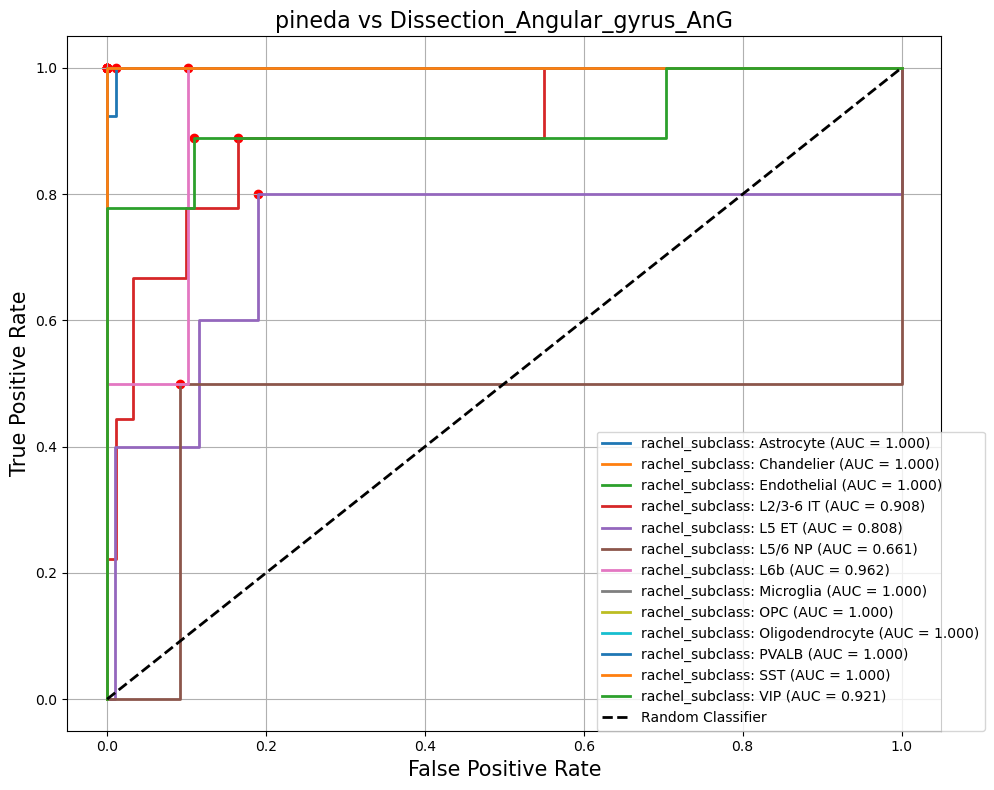 pineda vs Dissection_Angular_gyrus_AnG
1.0
0.8
0.6
0.4
0.2
0.0
True Positive Rate
rachel_subclass: Astrocyte (AUC = 1.000)
rachel_subclass: Chandelier (AUC = 1.000)
rachel_subclass: Endothelial (AUC = 1.000)
rachel_subclass: L2/3-6 IT (AUC = 0.908)
rachel_subclass: L5 ET (AUC = 0.808)
rachel_subclass: L5/6 NP (AUC = 0.661)
rachel_subclass: L6b (AUC = 0.962)
rachel_subclass: Microglia (AUC = 1.000)
rachel_subclass: OPC (AUC = 1.000)
rachel_subclass: Oligodendrocyte (AUC = 1.000)
rachel_subclass: PVALB (AUC = 1.000)
rachel_subclass: SST (AUC = 1.000)
rachel_subclass: VIP (AUC = 0.921)
Random Classifier
0.0 0.2 0.4 0.6 0.8 1.0
False Positive Rate